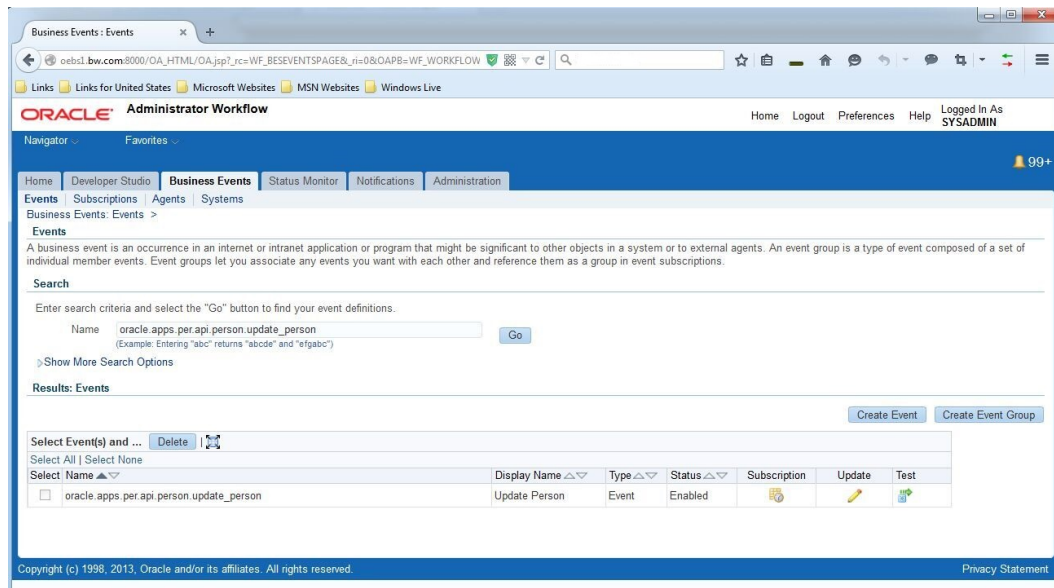 Business Events : Events
oebs1.bw.com:8000/OA_HTML/OA.jsp?_rc=WF_BESEVENTSPAGE&_ri=0&OAPB=WF_WORKFLOW
Links Links for United States Microsoft Websites MSN Websites Windows Live
ORACLE Administrator Workflow
Home Logout Preferences Help Logged In As SYSADMIN
Navigator Favorites
99+
Home Developer Studio Business Events Status Monitor Notifications Administration
Events Subscriptions Agents Systems
Business Events: Events >
Events
A business event is an occurrence in an internet or intranet application or program that might be significant to other objects in a system or to external agents. An event group is a type of event composed of a set of
individual member events. Event groups let you associate any events you want with each other and reference them as a group in event subscriptions.
Search
Enter search criteria and select the "Go" button to find your event definitions.
Name oracle.apps.per.api.person.update_person Go
(Example: Entering "abc" returns "abcde" and "efgabc")
Show More Search Options
Results: Events
Create Event Create Event Group
Select Event(s) and ... Delete |
Select All | Select None
Select Name Display Name Type Status Subscription Update Test
oracle.apps.per.api.person.update_person Update Person Event Enabled
Copyright (c) 1998, 2013, Oracle and/or its affiliates. All rights reserved. Privacy Statement